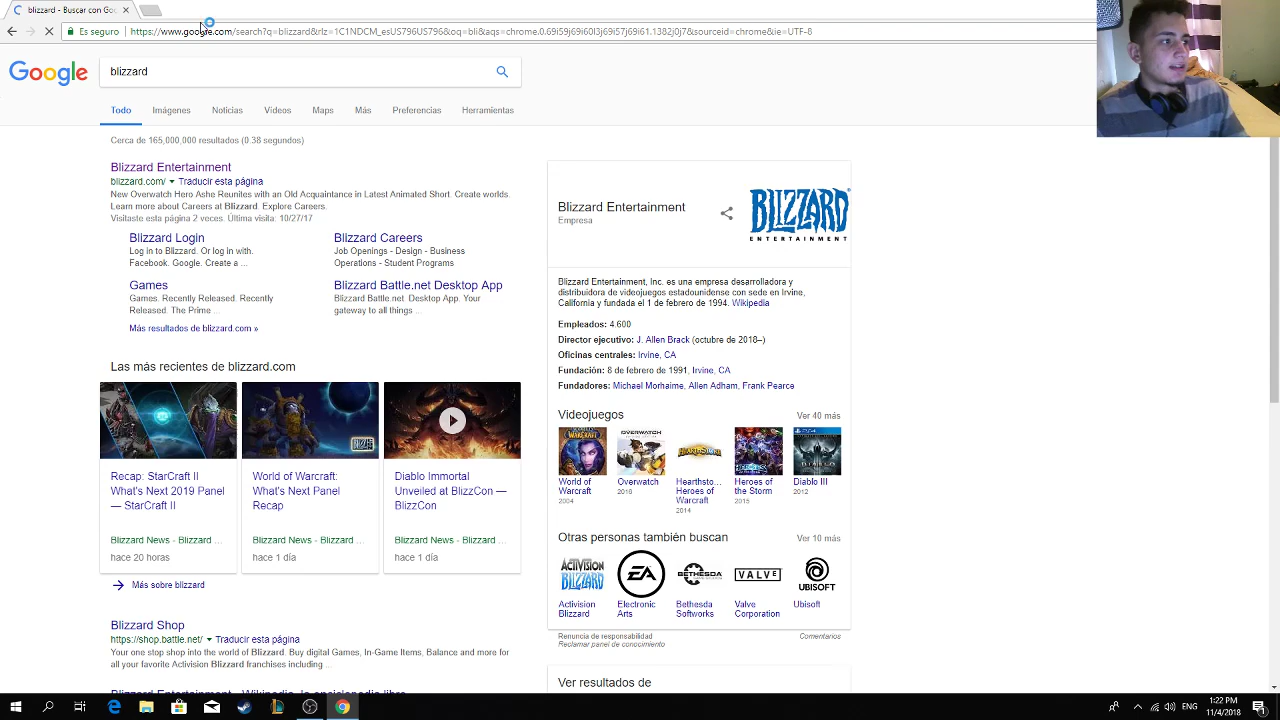 blizzard - Buscar con Goo
Es seguro
https://www.google.com/search?q=blizzard&rlz=1C1NDCM_esUS796US796&oq=bli&aqs=chrome.0.69i59j69i60l3j69i57j69i61.1382j0j7&sourceid=chrome&ie=UTF-8
Google
blizzard
Todo
Imágenes
Noticias
Videos
Maps
Más
Preferencias
Herramientas
Cerca de 165,000,000 resultados (0.38 segundos)
Blizzard Entertainment
blizzard.com/ Traducir esta página
New Overwatch Hero Ashe Reunites with an Old Acquaintance in Latest Animated Short. Create worlds.
Learn more about Careers at Blizzard. Explore Careers.
Visitaste esta página 2 veces. Última visita: 10/27/17
Blizzard Login
Log in to Blizzard. Or log in with.
Facebook. Google. Create a ...
Blizzard Careers
Job Openings - Design - Business
Operations - Student Programs
Games
Games. Recently Released. Recently
Released. The Prime ...
Blizzard Battle.net Desktop App
Blizzard Battle.net Desktop App. Your
gateway to all things ...
Más resultados de blizzard.com »
Las más recientes de blizzard.com
Recap: StarCraft II
What's Next 2019 Panel
— StarCraft II
Blizzard News - Blizzard ...
hace 20 horas
World of Warcraft:
What's Next Panel
Recap
Blizzard News - Blizzard ...
hace 1 día
Diablo Immortal
Unveiled at BlizzCon —
BlizzCon
Blizzard News - Blizzard ...
hace 1 día
Más sobre blizzard
Blizzard Shop
https://shop.battle.net/ Traducir esta página
Your one stop shop into the world of Blizzard. Buy digital Games, In-Game Items, Balance and more for
all your favorite Activision Blizzard franchises including ...
Blizzard Entertainment - Wikipedia, la enciclopedia libre
Blizzard Entertainment
Empresa
BLIZZARD
ENTERTAINMENT
Blizzard Entertainment, Inc. es una empresa desarrolladora y
distribuidora de videojuegos estadounidense con sede en Irvine,
California y fundada el 1 de febrero de 1994. Wikipedia
Empleados: 4.600
Director ejecutivo: J. Allen Brack (octubre de 2018–)
Oficinas centrales: Irvine, CA
Fundación: 8 de febrero de 1991, Irvine, CA
Fundadores: Michael Morhaime, Allen Adham, Frank Pearce
Videojuegos
Ver 40 más
World of
Warcraft
2004
OVERWATCH
Overwatch
2018
HEARTHSTONE
Hearthsto...
Heroes of
Warcraft
2014
Heroes of
the Storm
2015
Diablo III
2012
Otras personas también buscan
Ver 10 más
ACTIVISION
BLIZZARD
Activision
Blizzard
EA
Electronic
Arts
BETHESDA
Bethesda
Softworks
VALVE
Valve
Corporation
UBISOFT
Ubisoft
Renuncia de responsabilidad
Comentarios
Reclamar panel de conocimiento
Ver resultados de
ENG
1:22 PM
11/4/2018